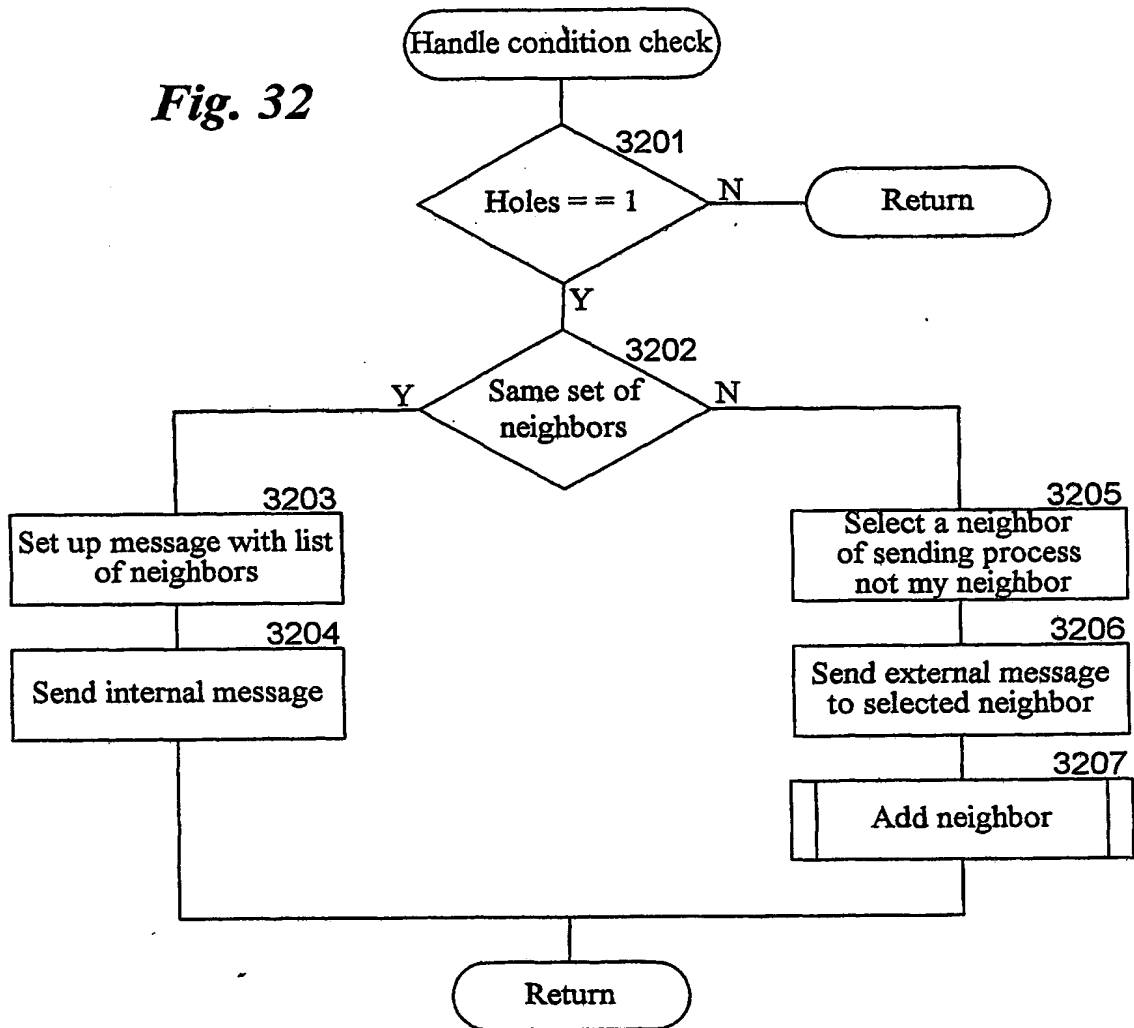 Handle condition check
Fig. 32
3201
Holes = = 1
N
Return
Y
3202
Y
Same set of
neighbors
N
3203
Set up message with list
of neighbors
3204
Send internal message
3205
Select a neighbor
of sending process
not my neighbor
3206
Send external message
to selected neighbor
3207
Add neighbor
Return